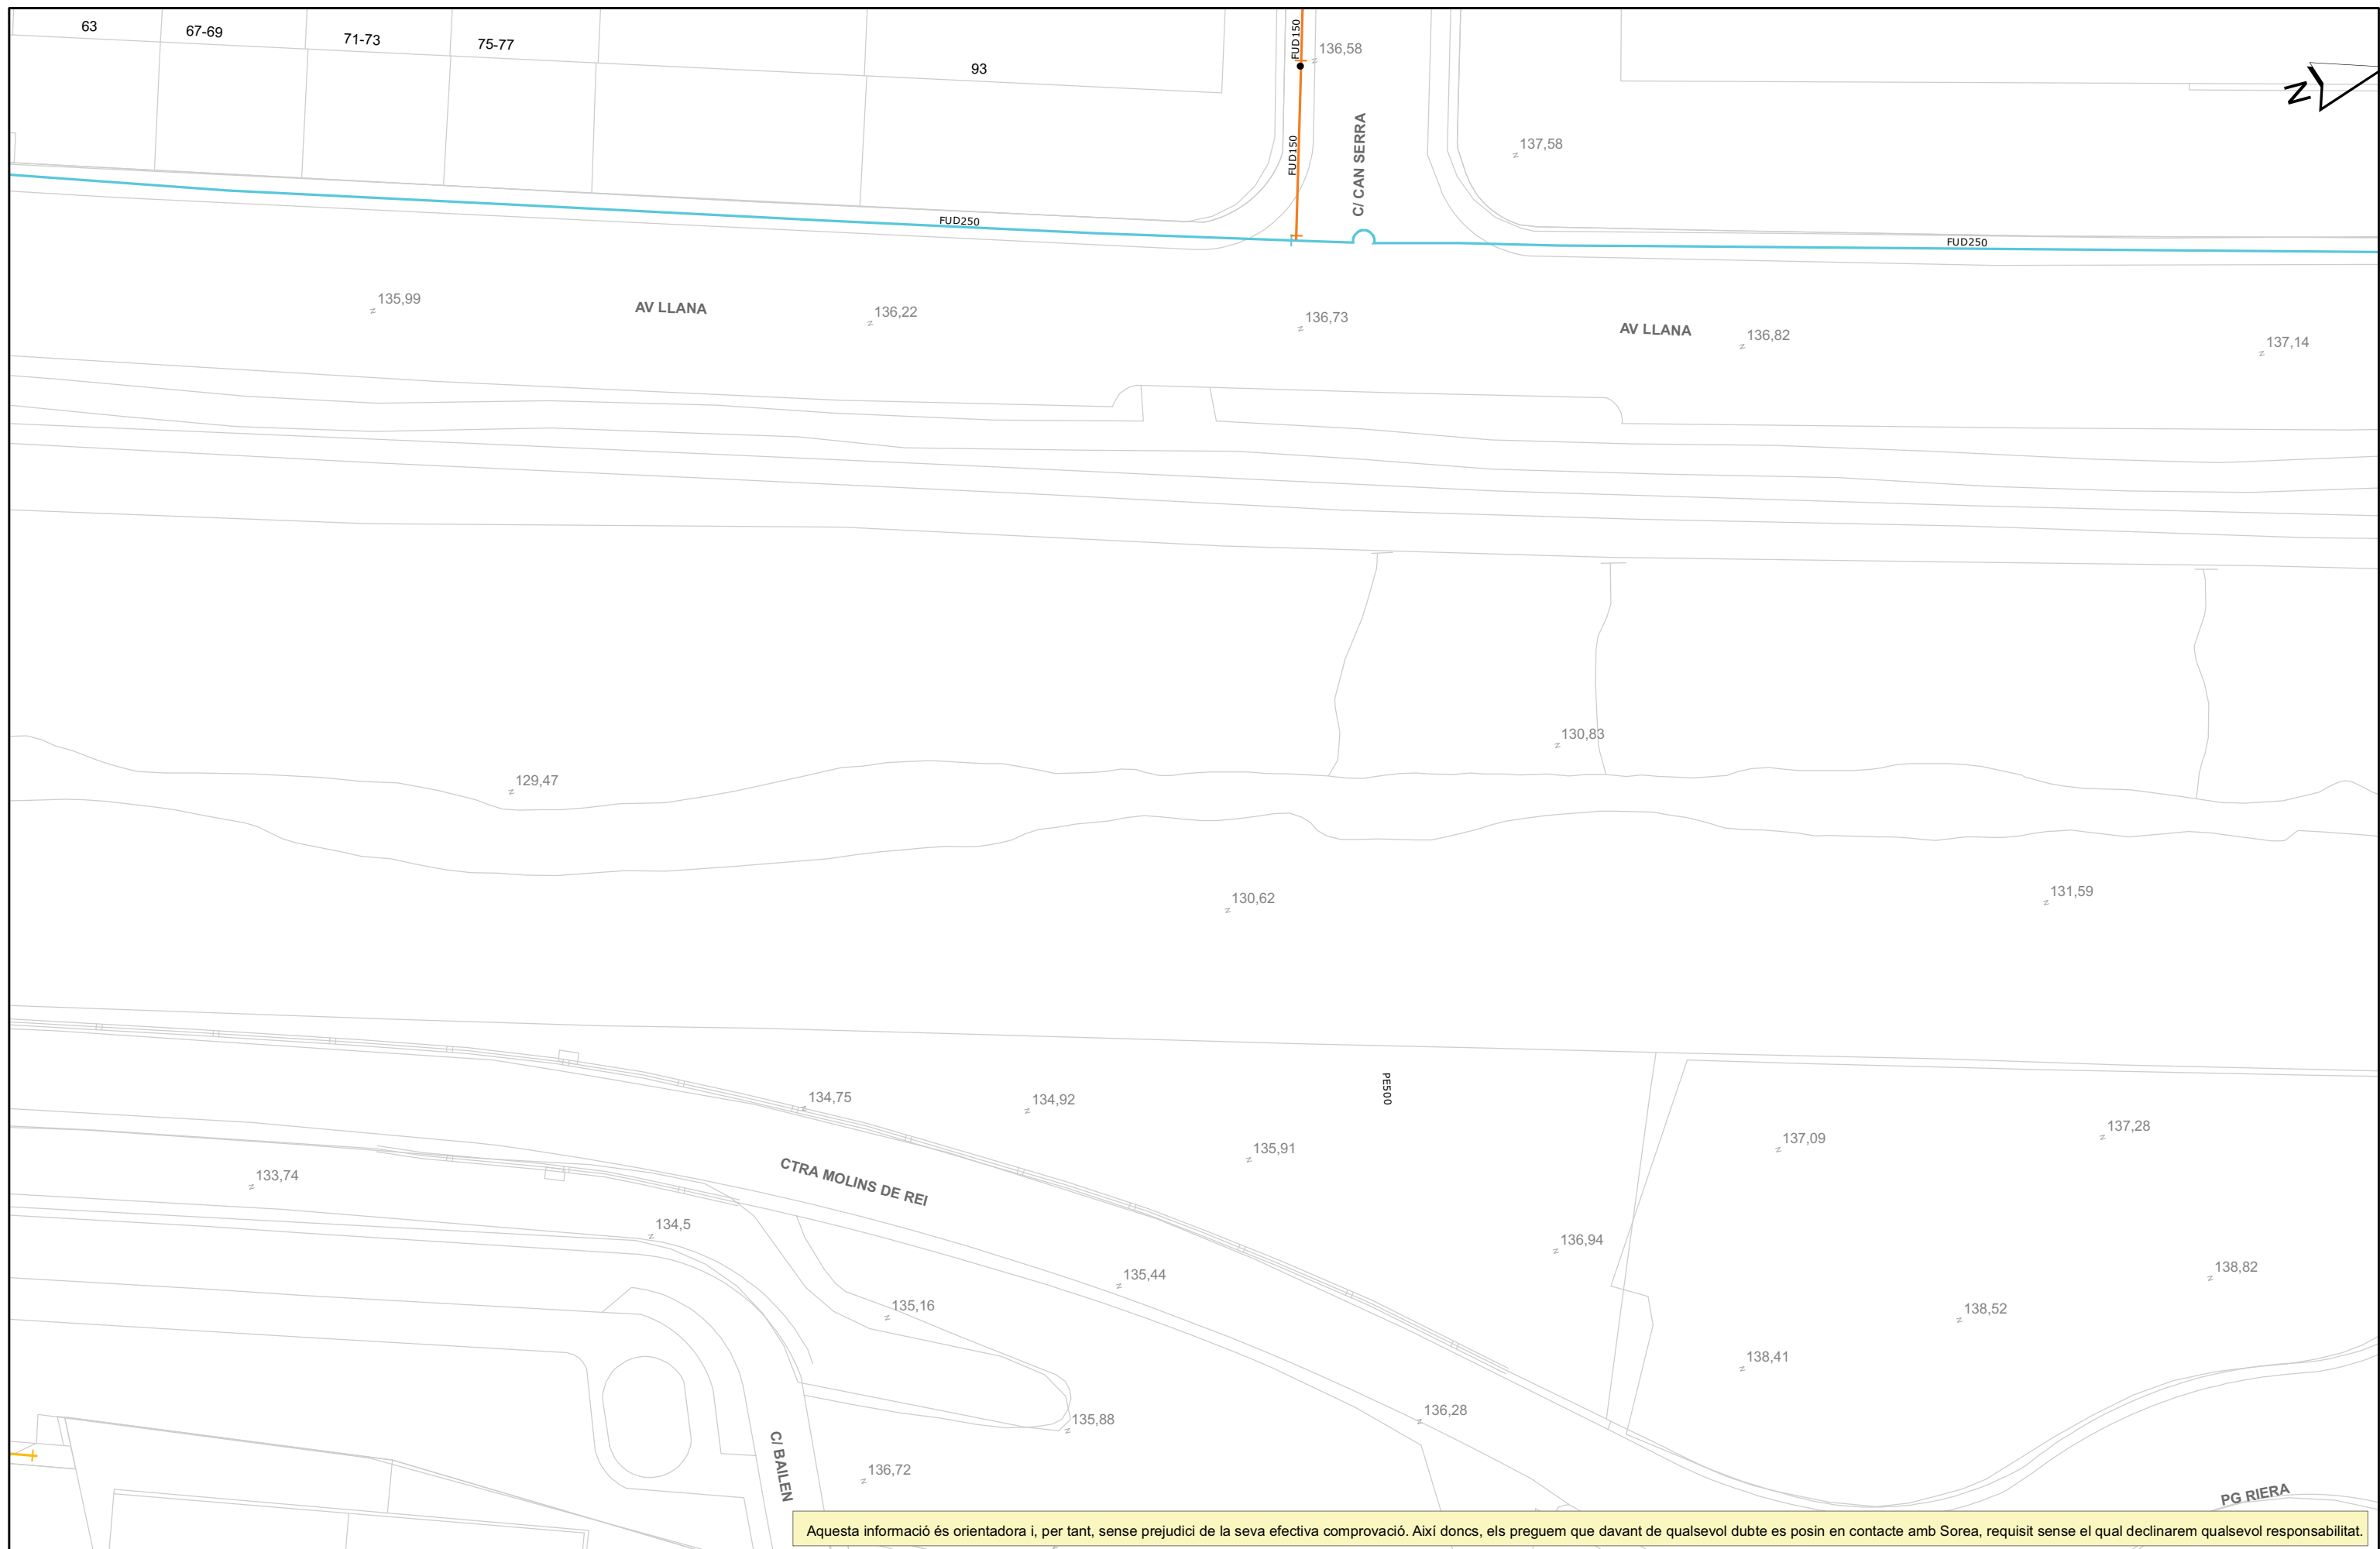 63
67-69
71-73
75-77
93
FUD150
136,58
FUD150
C/ CAN SERRA
137,58
N
FUD250
FUD250
135,99
AV LLANA
136,22
136,73
AV LLANA
136,82
137,14
130,83
129,47
130,62
131,59
PE500
134,75
134,92
135,91
137,09
137,28
133,74
CTRA MOLINS DE REI
134,5
136,94
135,44
138,82
135,16
138,52
138,41
136,28
135,88
C/ BAILEN
136,72
PG RIERA
Aquesta informació és orientadora i, per tant, sense prejudici de la seva efectiva comprovació. Així doncs, els preguem que davant de qualsevol dubte es posin en contacte amb Sorea, requisit sense el qual declinarem qualsevol responsabilitat.